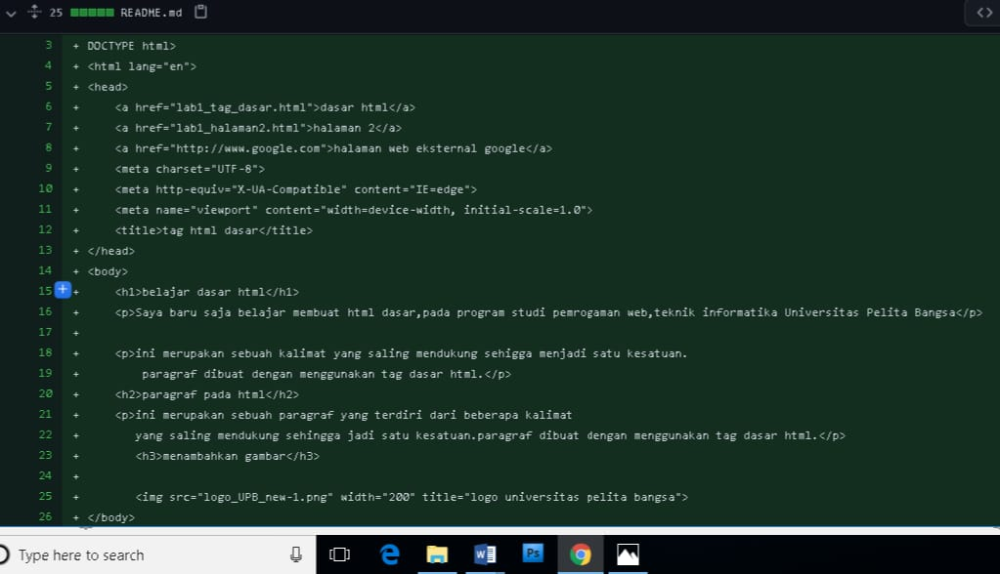 25 README.md
3 + DOCTYPE html>
4 + <html lang="en">
5 + <head>
6 + <a href="lab1_tag_dasar.html">dasar html</a>
7 + <a href="lab1_halaman2.html">halaman 2</a>
8 + <a href="http://www.google.com">halaman web eksternal google</a>
9 + <meta charset="UTF-8">
10 + <meta http-equiv="X-UA-Compatible" content="IE=edge">
11 + <meta name="viewport" content="width=device-width, initial-scale=1.0">
12 + <title>tag html dasar</title>
13 + </head>
14 + <body>
15 + + <h1>belajar dasar html</h1>
16 + <p>Saya baru saja belajar membuat html dasar,pada program studi pemrogaman web,teknik informatika Universitas Pelita Bangsa</p>
17 +
18 + <p>ini merupakan sebuah kalimat yang saling mendukung sehigga menjadi satu kesatuan.
19 + paragraf dibuat dengan menggunakan tag dasar html.</p>
20 + <h2>paragraf pada html</h2>
21 + <p>ini merupakan sebuah paragraf yang terdiri dari beberapa kalimat
22 + yang saling mendukung sehingga jadi satu kesatuan.paragraf dibuat dengan menggunakan tag dasar html.</p>
23 + <h3>menambahkan gambar</h3>
24 +
25 + <img src="logo_UPB_new-1.png" width="200" title="logo universitas pelita bangsa">
26 + </body>
Type here to search
Ps